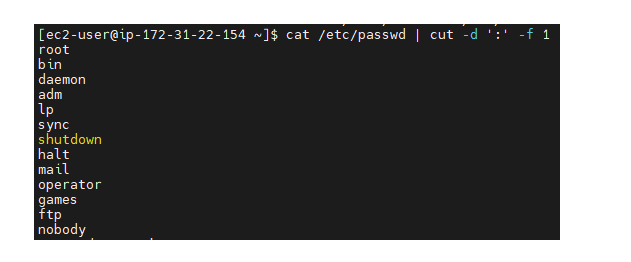 [ec2-user@ip-172-31-22-154 ~]$ cat /etc/passwd | cut -d ':' -f 1
root
bin
daemon
adm
lp
sync
shutdown
halt
mail
operator
games
ftp
nobody